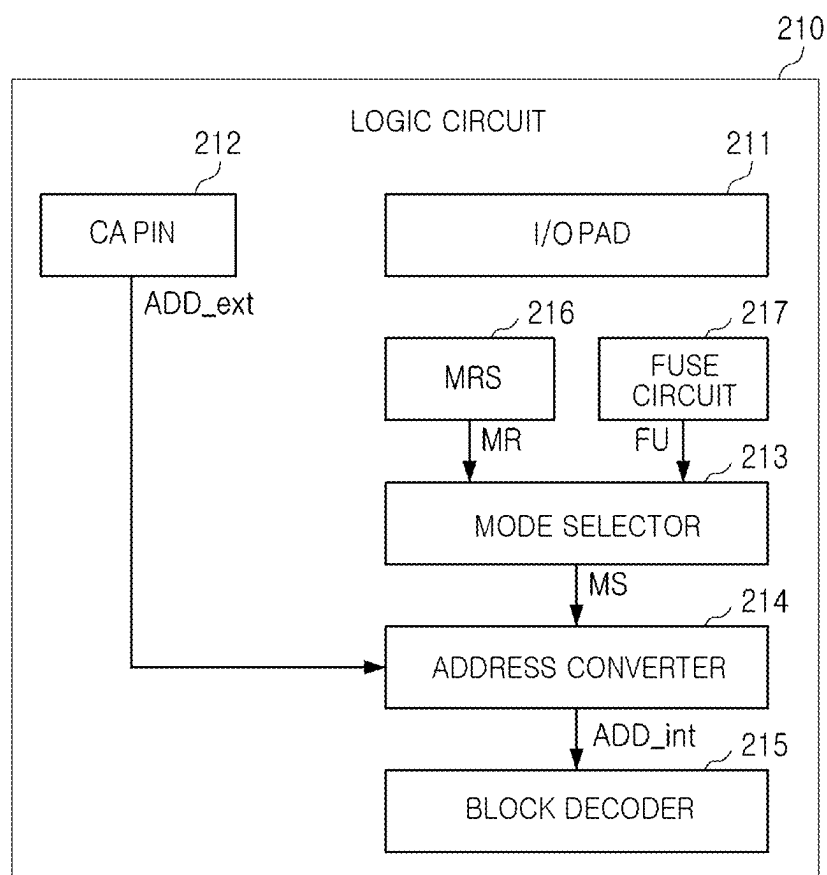 210
LOGIC CIRCUIT
212
211
CA PIN
I/O PAD
ADD_ext
216
217
MRS
FUSE
CIRCUIT
MR
FU
213
MODE SELECTOR
MS
214
ADDRESS CONVERTER
ADD_int
215
BLOCK DECODER